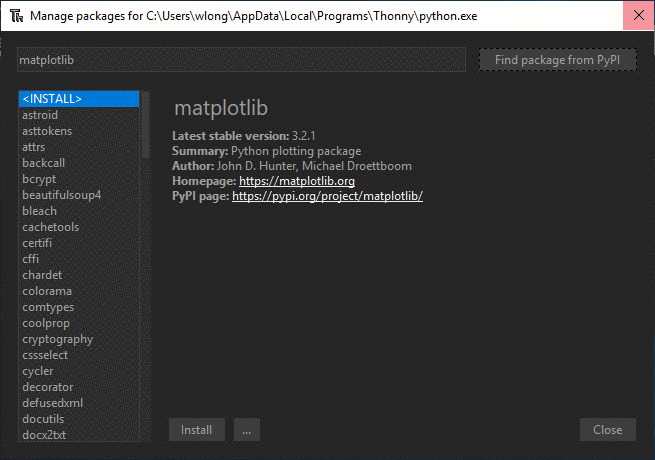 Manage packages for C:\Users\wlong\AppData\Local\Programs\Thonny\python.exe
matplotlib
Find package from PyPI
<INSTALL>
astroid
asttokens
attrs
backcall
bcrypt
beautifulsoup4
bleach
cachetools
certifi
cffi
chardet
colorama
comtypes
coolprop
cryptography
cssselect
cycler
decorator
defusedxml
docutils
docx2txt
matplotlib
Latest stable version: 3.2.1
Summary: Python plotting package
Author: John D. Hunter, Michael Droettboom
Homepage: https://matplotlib.org
PyPI page: https://pypi.org/project/matplotlib/
Install
...
Close